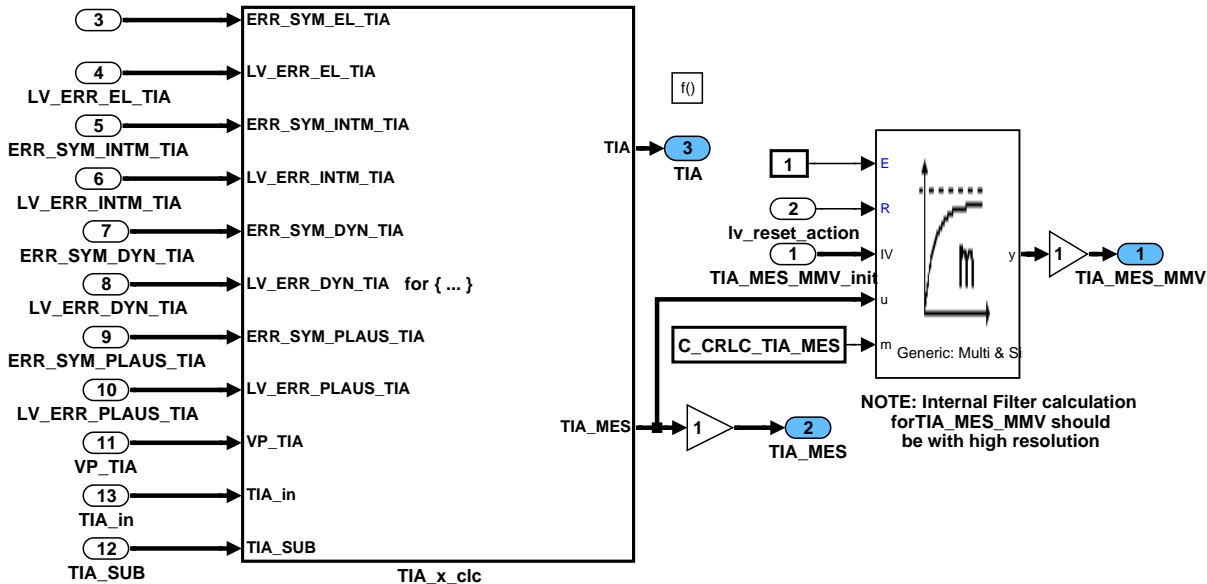 3
ERR_SYM_EL_TIA
4
LV_ERR_EL_TIA
LV_ERR_EL_TIA
5
ERR_SYM_INTM_TIA
ERR_SYM_INTM_TIA
6
LV_ERR_INTM_TIA
LV_ERR_INTM_TIA
7
ERR_SYM_DYN_TIA
ERR_SYM_DYN_TIA
8
LV_ERR_DYN_TIA for { ... }
LV_ERR_DYN_TIA
9
ERR_SYM_PLAUS_TIA
ERR_SYM_PLAUS_TIA
10
LV_ERR_PLAUS_TIA
LV_ERR_PLAUS_TIA
11
VP_TIA
VP_TIA
13
TIA_in
TIA_in
12
TIA_SUB
TIA_SUB
TIA_x_clc
f()
TIA
3
TIA
TIA_MES
1
2
TIA_MES
1
E
2
R
lv_reset_action
1
IV
TIA_MES_MMV_init
u
C_CRLC_TIA_MES
m
m
y
Generic: Multi & Si
1
1
TIA_MES_MMV
NOTE: Internal Filter calculation
forTIA_MES_MMV should
be with high resolution